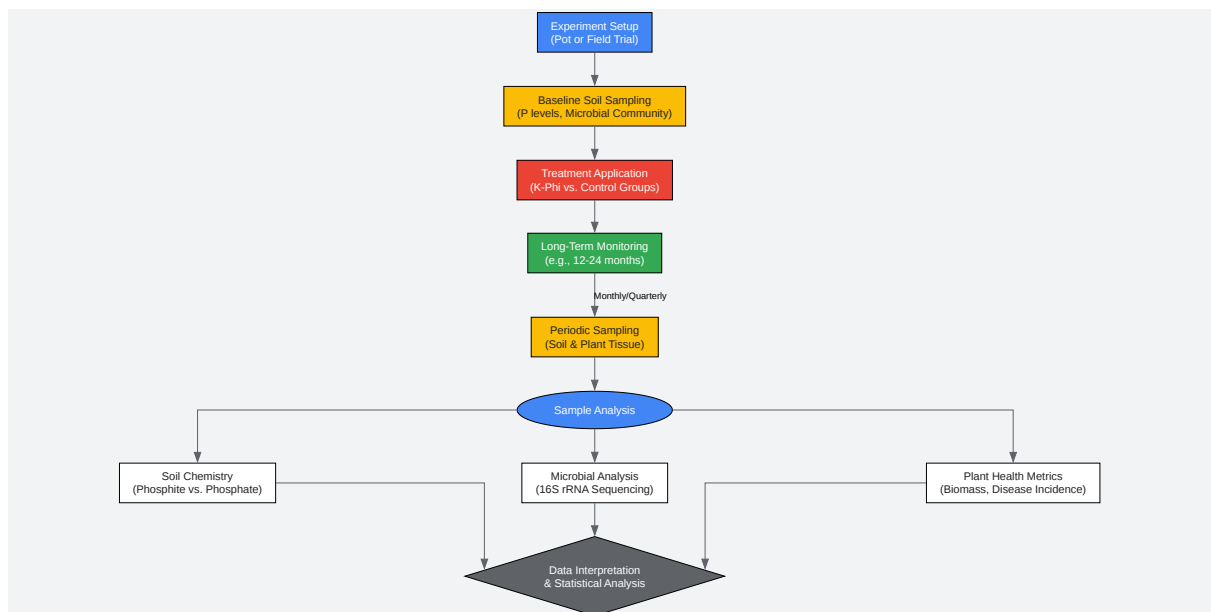 Experiment Setup
(Pot or Field Trial)
Baseline Soil Sampling
(P levels, Microbial Community)
Treatment Application
(K-Phi vs. Control Groups)
Long-Term Monitoring
(e.g., 12-24 months)
Monthly/Quarterly
Periodic Sampling
(Soil & Plant Tissue)
Sample Analysis
Soil Chemistry
(Phosphite vs. Phosphate)
Microbial Analysis
(16S rRNA Sequencing)
Plant Health Metrics
(Biomass, Disease Incidence)
Data Interpretation
& Statistical Analysis